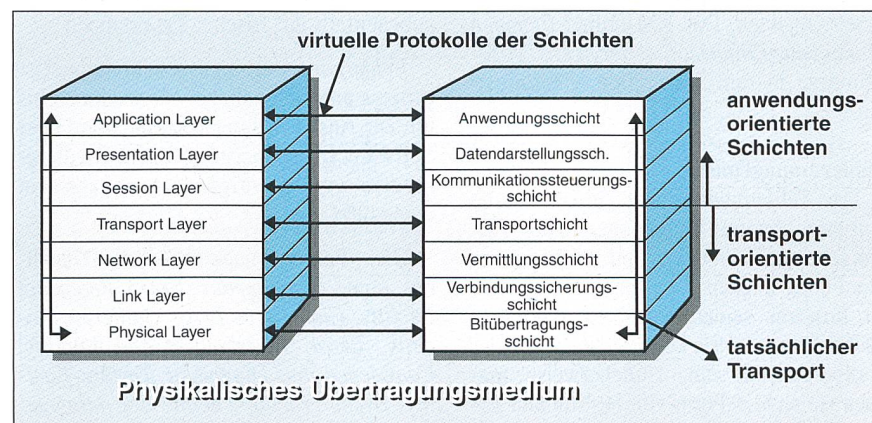 virtuelle Protokolle der Schichten
Application Layer
Presentation Layer
Session Layer
Transport Layer
Network Layer
Link Layer
Physical Layer
Anwendungsschicht
Datendarstellungssch.
Kommunikationssteuerungs-
schicht
Transportschicht
Vermittlungsschicht
Verbindungssicherungs-
schicht
Bitübertragungs-
schicht
anwendungs-
orientierte
Schichten
transport-
orientierte
Schichten
tatsächlicher
Transport
Physikalisches Übertragungsmedium